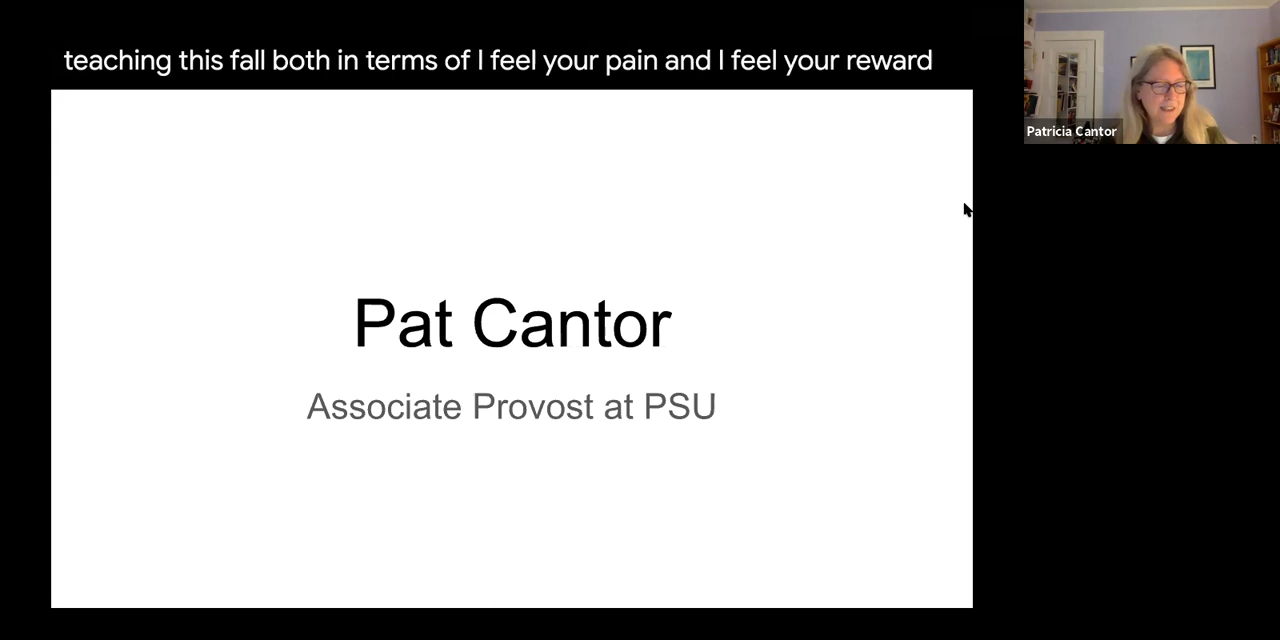 teaching this fall both in terms of I feel your pain and I feel your reward
Patricia Cantor
Pat Cantor
Associate Provost at PSU